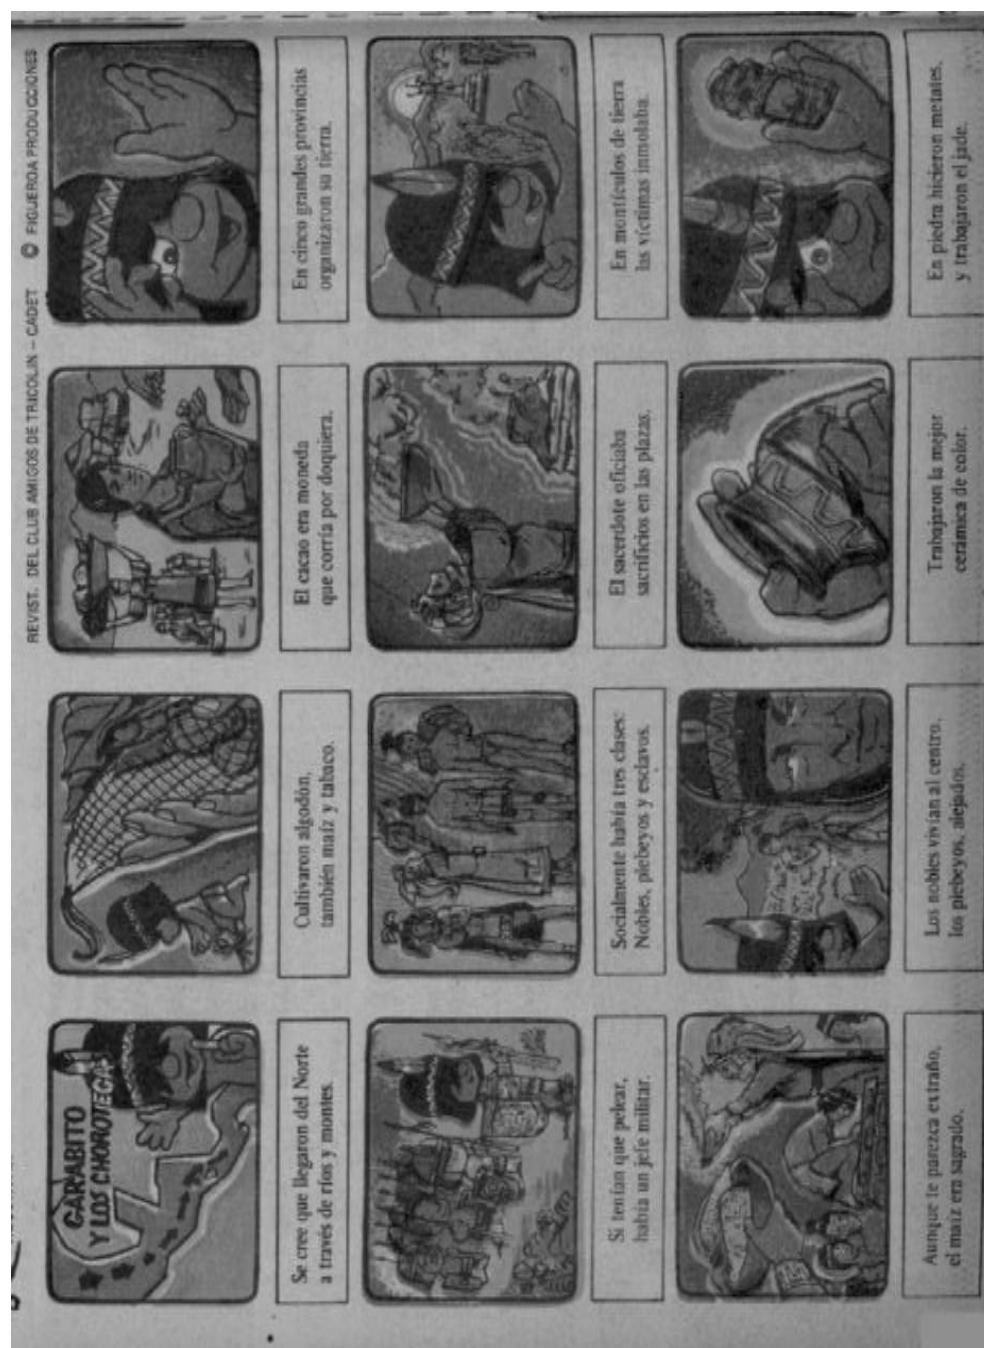 REVIST. DEL CLUB AMIGOS DE TRICOLIN – CADET © FIGUEROA PRODUCCIONES
GARABITO
Y LOS CHOROTEGAS
Se cree que llegaron del Norte
a través de ríos y montes.
Cultivaron algodón,
también maíz y tabaco.
El cacao era moneda
que corría por doquiera.
En cinco grandes provincias
organizaron su tierra.
Si tenían que pelear,
había un jefe militar.
Socialmente había tres clases:
Nobles, plebeyos y esclavos.
El sacerdote oficiaba
sacrificios en las plazas.
En montículos de tierra
las víctimas inmolaba.
Aunque te parezca extraño,
el maíz era sagrado.
Los nobles vivían al centro,
los plebeyos, alejados.
Trabajaron la mejor
cerámica de color.
En piedra hicieron metates,
y trabajaron el jade.